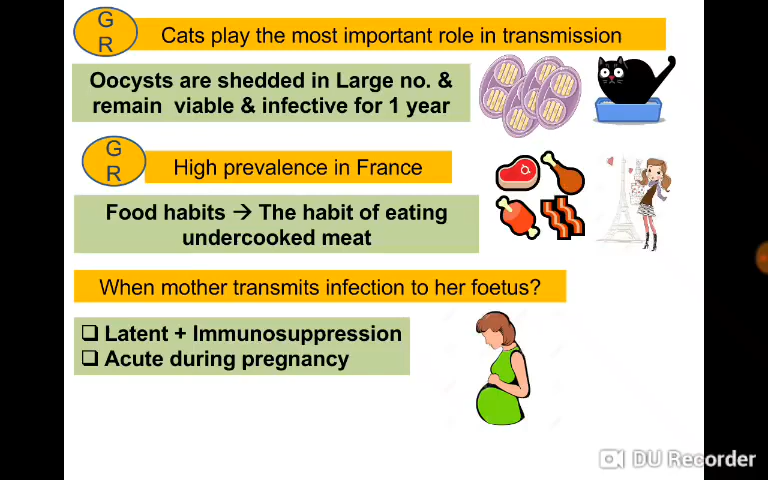 G
R
Cats play the most important role in transmission
Oocysts are shedded in Large no. &
remain viable & infective for 1 year
G
R
High prevalence in France
Food habits → The habit of eating
undercooked meat
When mother transmits infection to her foetus?
❑ Latent + Immunosuppression
❑ Acute during pregnancy
DU Recorder